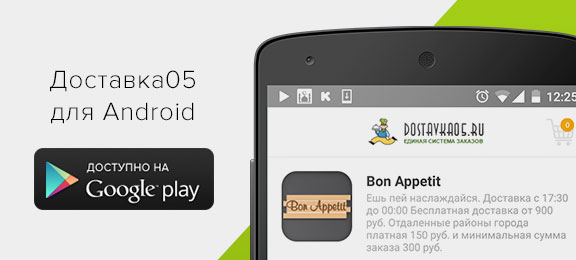 Доставка05
для Android
ДОСТУПНО НА
Google play
12:25
DOSTAVKA05.RU
ЕДИНАЯ СИСТЕМА ЗАКАЗОВ
0
Bon Appetit
Bon Appetit
Ешь пей наслаждайся. Доставка с 17:30
до 00:00 Бесплатная доставка от 900
руб. Отдаленные районы города
платная 150 руб. и минимальная сумма
заказа 300 руб.